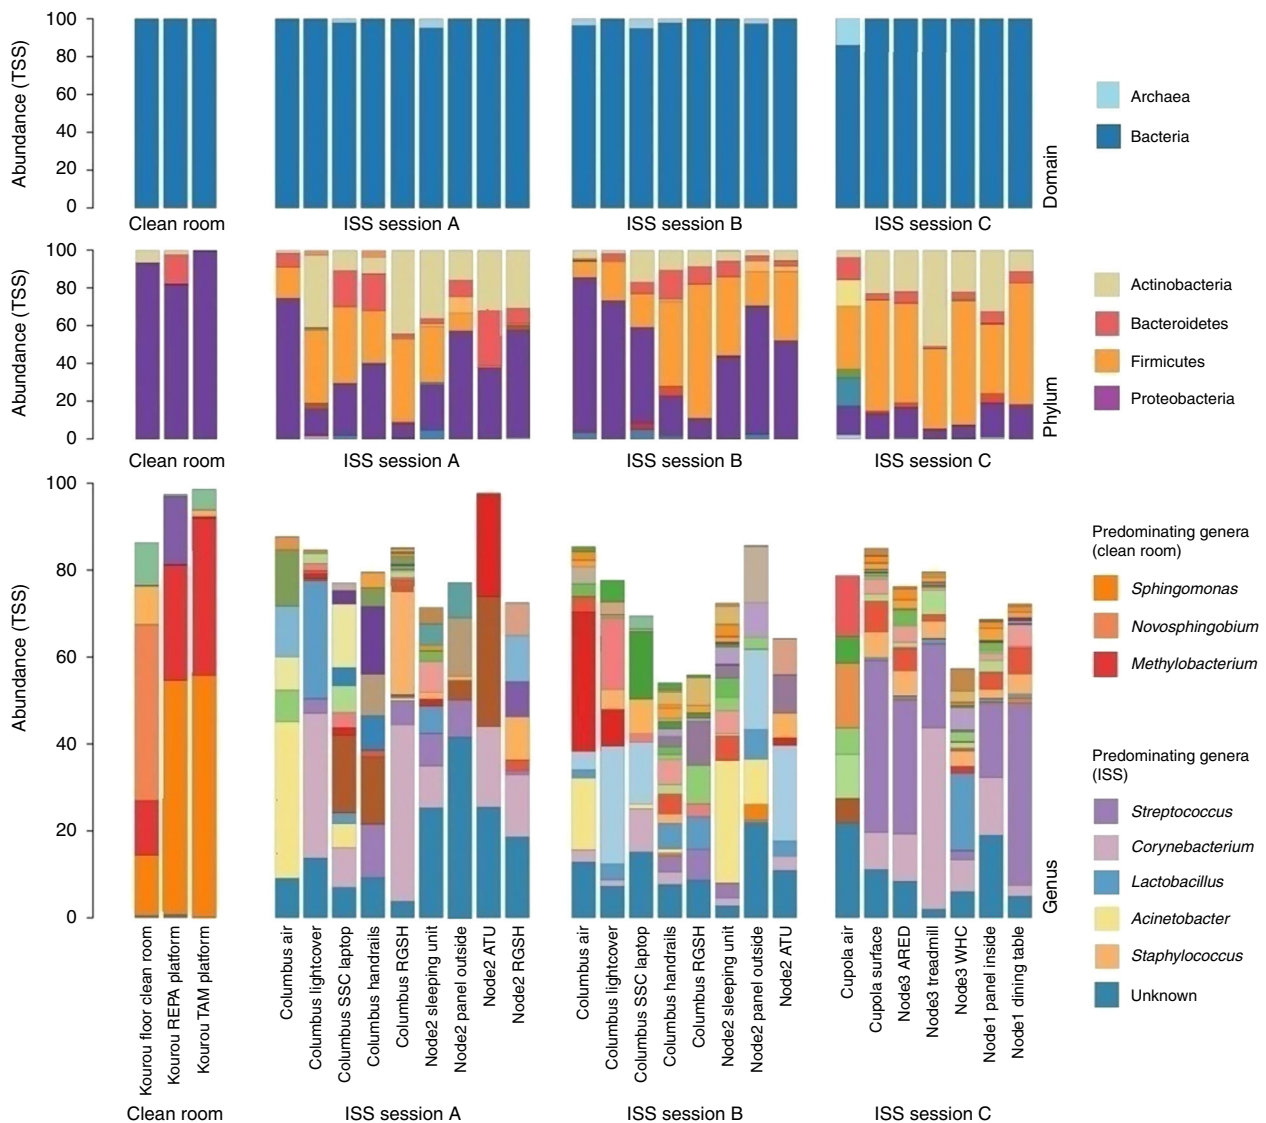 Abundance (TSS)
100
80
60
40
20
0
Clean room
ISS session A
ISS session B
ISS session C
Domain
Archaea
Bacteria
Abundance (TSS)
100
80
60
40
20
0
Clean room
ISS session A
ISS session B
ISS session C
Phylum
Actinobacteria
Bacteroidetes
Firmicutes
Proteobacteria
Abundance (TSS)
100
80
60
40
20
0
Genus
Predominating genera
(clean room)
Sphingomonas
Novosphingobium
Methylobacterium
Predominating genera
(ISS)
Streptococcus
Corynebacterium
Lactobacillus
Acinetobacter
Staphylococcus
Unknown
Kourou floor clean room
Kourou REPA platform
Kourou TAM platform
Columbus air
Columbus lightcover
Columbus SSC laptop
Columbus handrails
Columbus RGSH
Node2 sleeping unit
Node2 panel outside
Node2 ATU
Node2 RGSH
Columbus air
Columbus lightcover
Columbus SSC laptop
Columbus handrails
Columbus RGSH
Node2 sleeping unit
Node2 panel outside
Node2 ATU
Cupola air
Cupola surface
Node3 ARED
Node3 treadmill
Node3 WHC
Node1 panel inside
Node1 dining table
Clean room
ISS session A
ISS session B
ISS session C